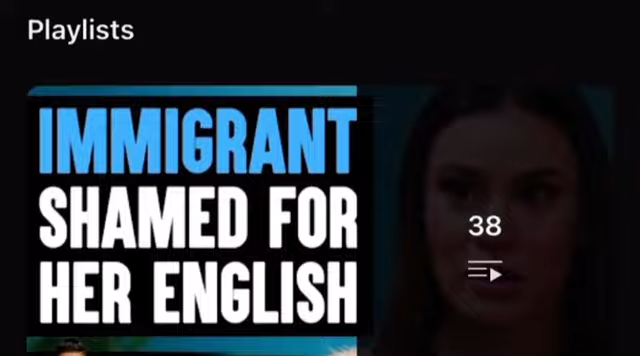 Playlists
IMMIGRANT
SHAMED FOR
HER ENGLISH
38